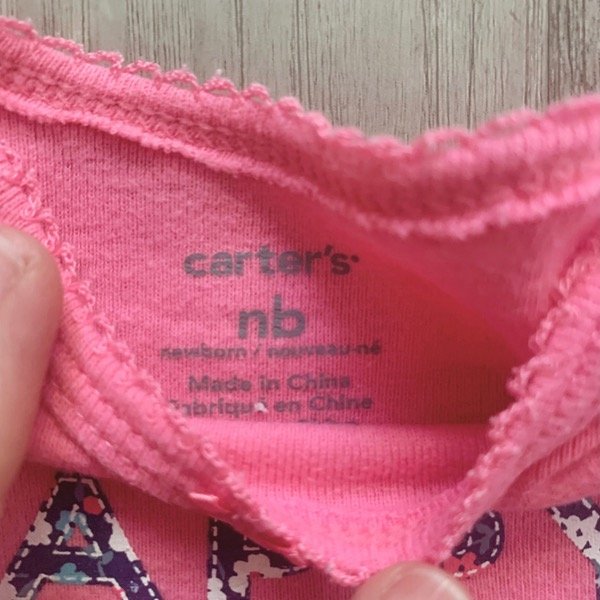 carter's
nb
newborn / nouveau-né
Made in China
Fabriqué en Chine